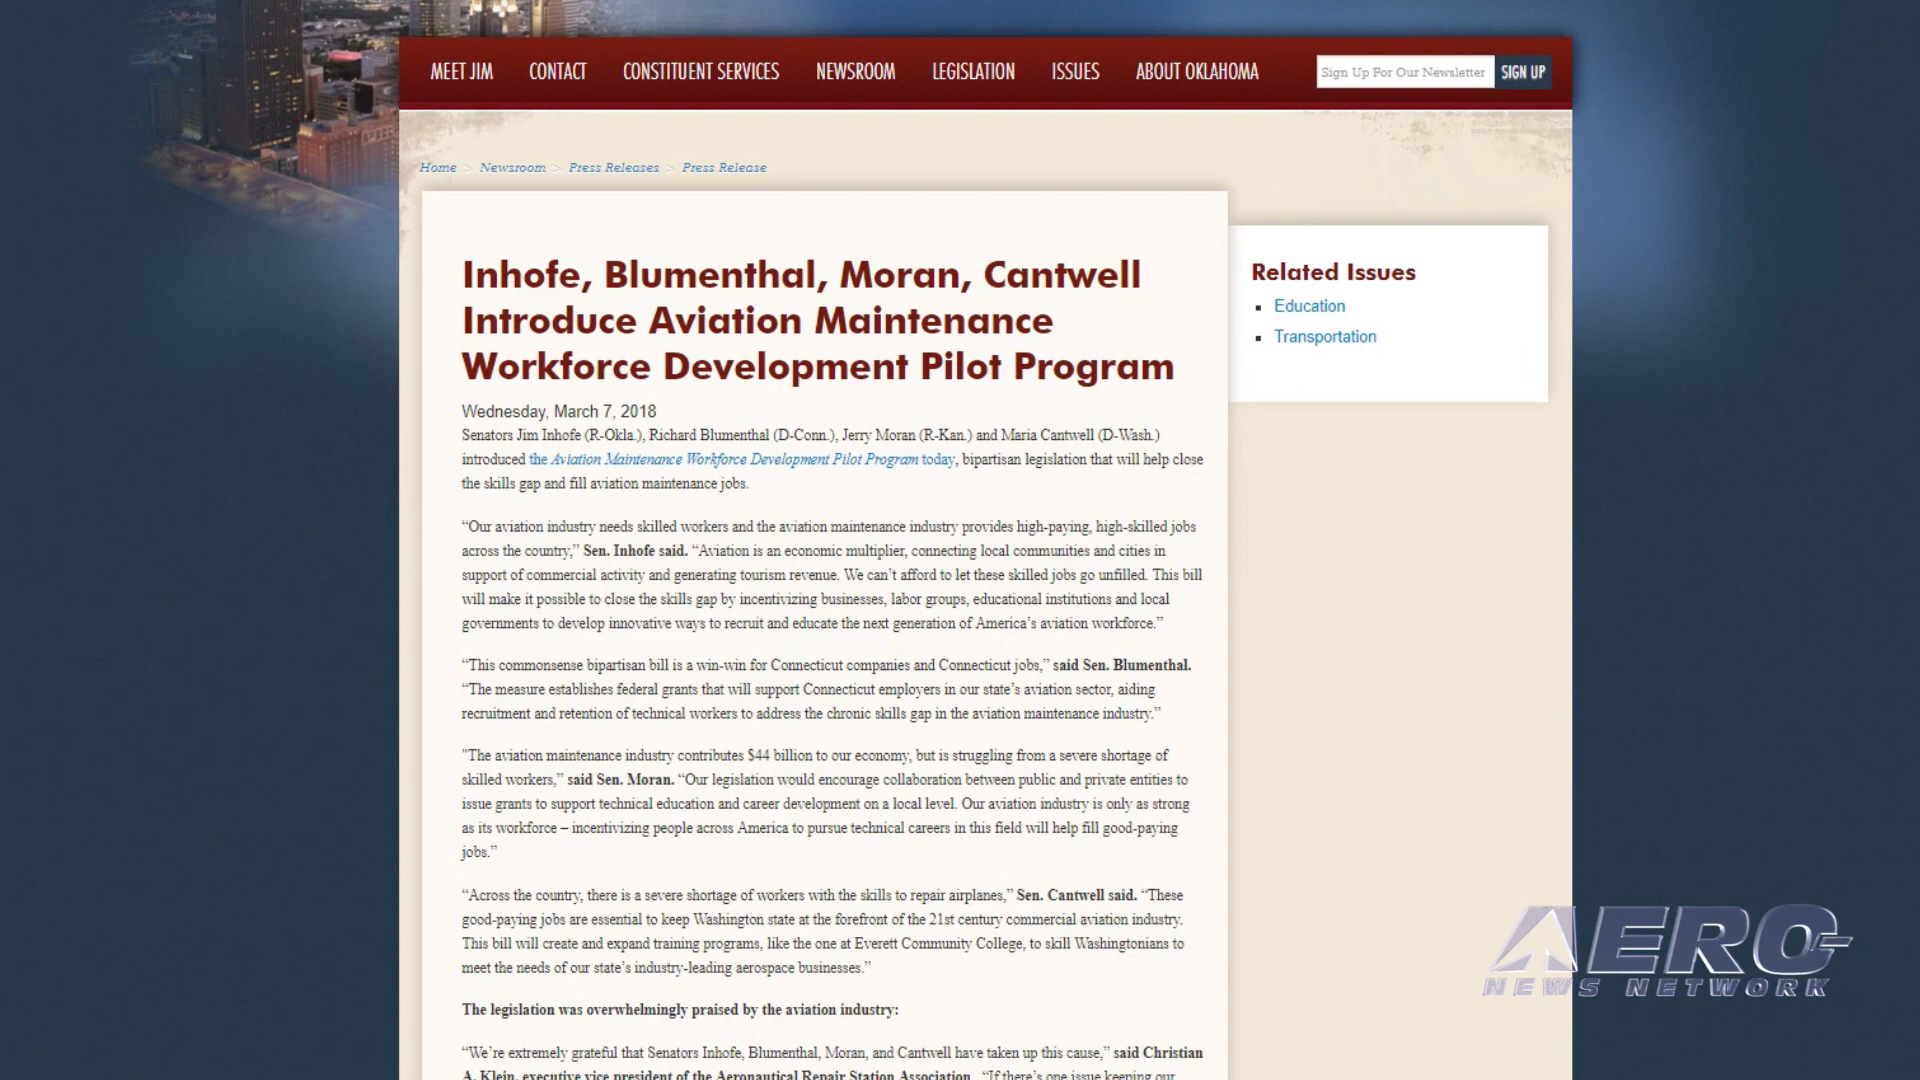 MEET JIM CONTACT CONSTITUENT SERVICES NEWSROOM LEGISLATION ISSUES ABOUT OKLAHOMA Sign Up For Our Newsletter SIGN UP
Home > Newsroom > Press Releases > Press Release
Inhofe, Blumenthal, Moran, Cantwell
Introduce Aviation Maintenance
Workforce Development Pilot Program
Wednesday, March 7, 2018
Senators Jim Inhofe (R-Okla.), Richard Blumenthal (D-Conn.), Jerry Moran (R-Kan.) and Maria Cantwell (D-Wash.)
introduced the Aviation Maintenance Workforce Development Pilot Program today, bipartisan legislation that will help close
the skills gap and fill aviation maintenance jobs.
“Our aviation industry needs skilled workers and the aviation maintenance industry provides high-paying, high-skilled jobs
across the country,” Sen. Inhofe said. “Aviation is an economic multiplier, connecting local communities and cities in
support of commercial activity and generating tourism revenue. We can’t afford to let these skilled jobs go unfilled. This bill
will make it possible to close the skills gap by incentivizing businesses, labor groups, educational institutions and local
governments to develop innovative ways to recruit and educate the next generation of America’s aviation workforce.”
“This commonsense bipartisan bill is a win-win for Connecticut companies and Connecticut jobs,” said Sen. Blumenthal.
“The measure establishes federal grants that will support Connecticut employers in our state’s aviation sector, aiding
recruitment and retention of technical workers to address the chronic skills gap in the aviation maintenance industry.”
"The aviation maintenance industry contributes $44 billion to our economy, but is struggling from a severe shortage of
skilled workers,” said Sen. Moran. “Our legislation would encourage collaboration between public and private entities to
issue grants to support technical education and career development on a local level. Our aviation industry is only as strong
as its workforce – incentivizing people across America to pursue technical careers in this field will help fill good-paying
jobs.”
“Across the country, there is a severe shortage of workers with the skills to repair airplanes,” Sen. Cantwell said. “These
good-paying jobs are essential to keep Washington state at the forefront of the 21st century commercial aviation industry.
This bill will create and expand training programs, like the one at Everett Community College, to skill Washingtonians to
meet the needs of our state’s industry-leading aerospace businesses.”
The legislation was overwhelmingly praised by the aviation industry:
“We’re extremely grateful that Senators Inhofe, Blumenthal, Moran, and Cantwell have taken up this cause,” said Christian
A. Klein, executive vice president of the Aeronautical Repair Station Association. “If there’s one issue keeping our
Related Issues
Education
Transportation
AERO-
NEWS NETWORK